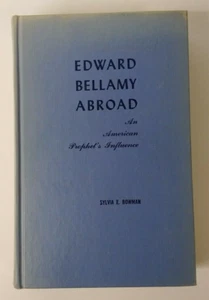 EDWARD
BELLAMY
ABROAD
An
American
Prophet's Influence
SYLVIA E. BOWMAN